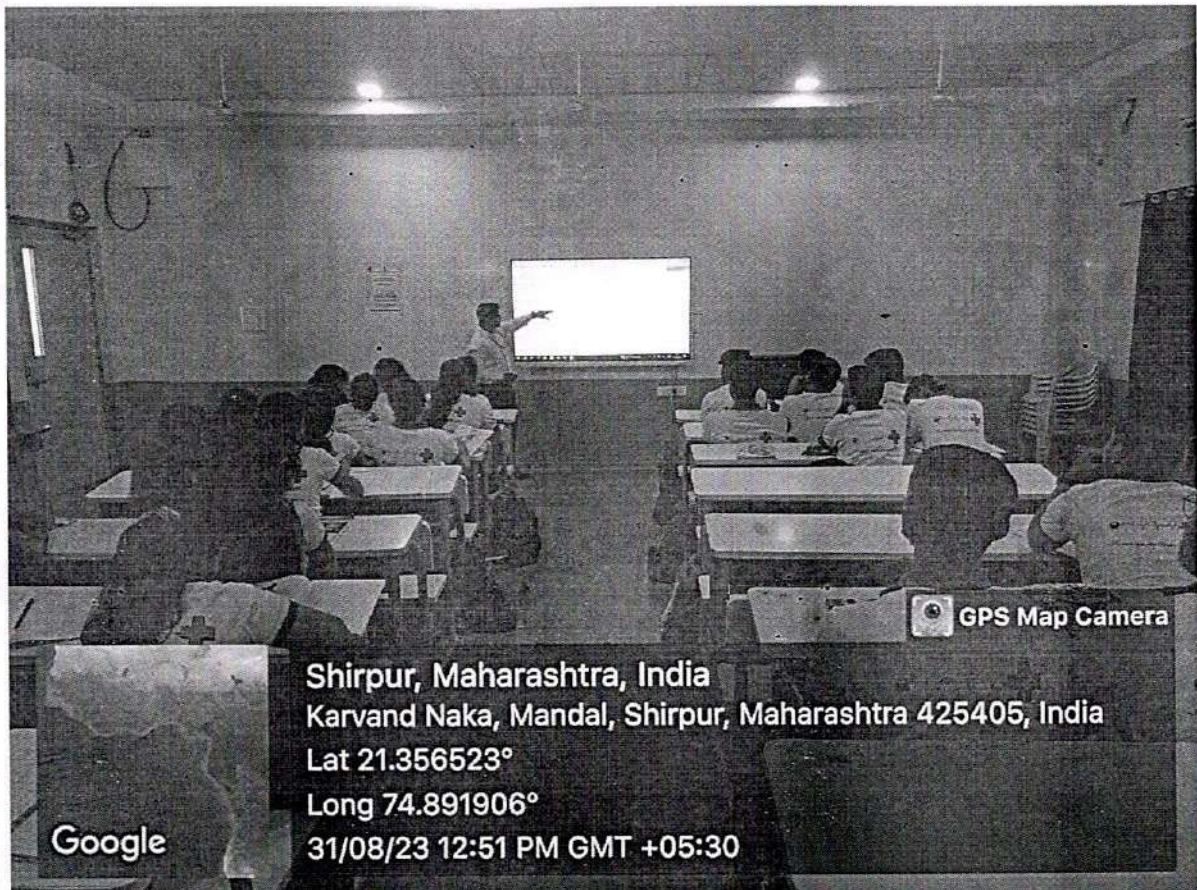 GPS Map Camera
Shirpur, Maharashtra, India
Karvand Naka, Mandal, Shirpur, Maharashtra 425405, India
Lat 21.356523°
Long 74.891906°
31/08/23 12:51 PM GMT +05:30
Google